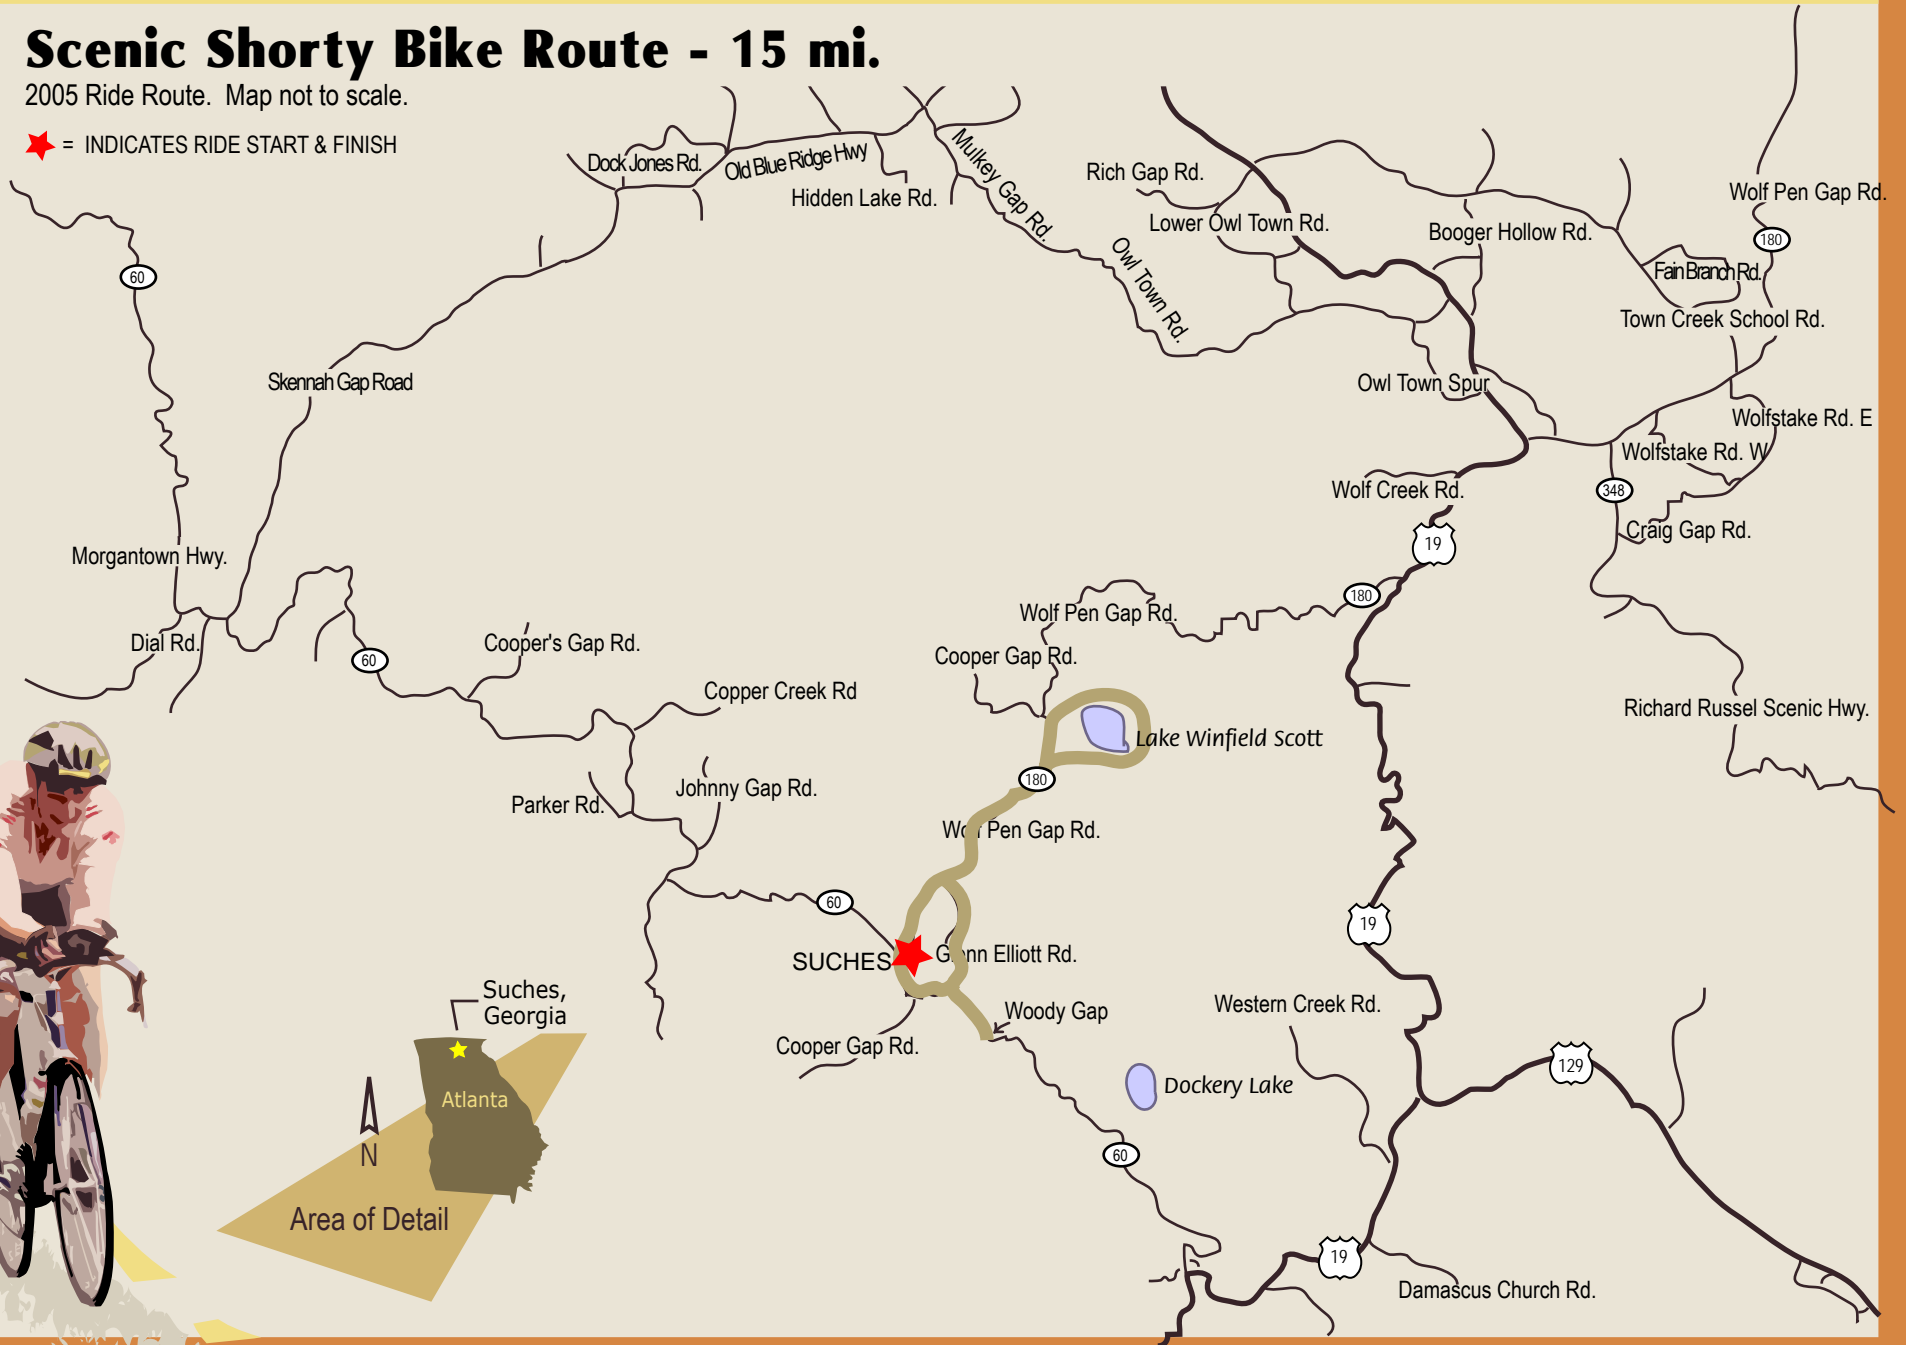 Scenic Shorty Bike Route - 15 mi.
2005 Ride Route. Map not to scale.
= INDICATES RIDE START & FINISH
Dock Jones Rd.
Old Blue Ridge Hwy
Hidden Lake Rd.
Mulkey Gap Rd.
Rich Gap Rd.
Lower Owl Town Rd.
Owl Town Rd.
Booger Hollow Rd.
Wolf Pen Gap Rd.
180
Fain Branch Rd.
Town Creek School Rd.
60
Skennah Gap Road
Owl Town Spur
Wolfstake Rd. E
Wolfstake Rd. W
Wolf Creek Rd.
348
Craig Gap Rd.
19
Morgantown Hwy.
180
Wolf Pen Gap Rd.
Dial Rd.
60
Cooper's Gap Rd.
Cooper Gap Rd.
Copper Creek Rd
Richard Russel Scenic Hwy.
Lake Winfield Scott
180
Johnny Gap Rd.
Parker Rd.
Wolf Pen Gap Rd.
60
19
SUCHES
Glenn Elliott Rd.
Woody Gap
Western Creek Rd.
Cooper Gap Rd.
Suches,
Georgia
Atlanta
N
Area of Detail
Dockery Lake
129
60
19
Damascus Church Rd.